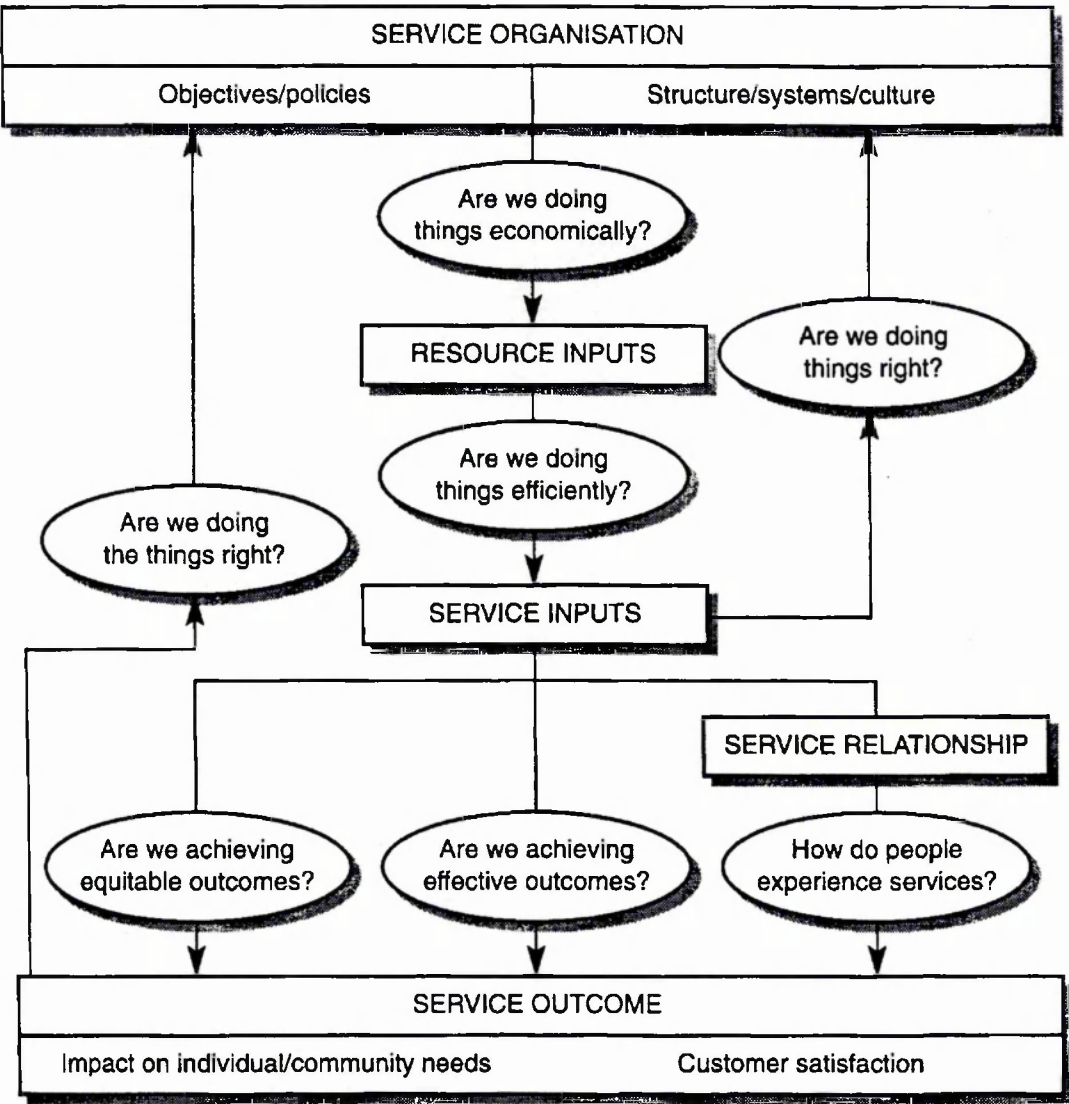 SERVICE ORGANISATION
Objectives/policies
Structure/systems/culture
Are we doing
things economically?
RESOURCE INPUTS
Are we doing
things right?
Are we doing
things efficiently?
Are we doing
the things right?
SERVICE INPUTS
SERVICE RELATIONSHIP
Are we achieving
equitable outcomes?
Are we achieving
effective outcomes?
How do people
experience services?
SERVICE OUTCOME
Impact on individual/community needs
Customer satisfaction